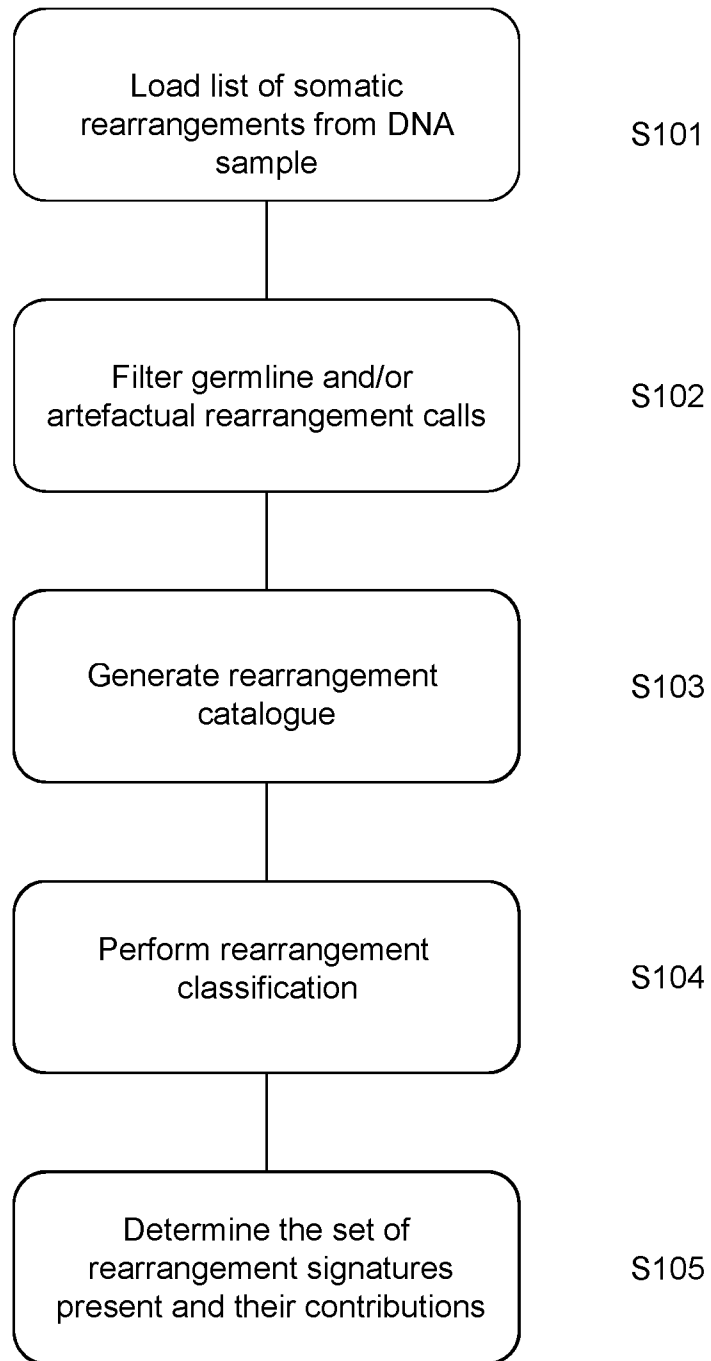 Load list of somatic
rearrangements from DNA
sample
S101
Filter germline and/or
artefactual rearrangement calls
S102
Generate rearrangement
catalogue
S103
Perform rearrangement
classification
S104
Determine the set of
rearrangement signatures
present and their contributions
S105